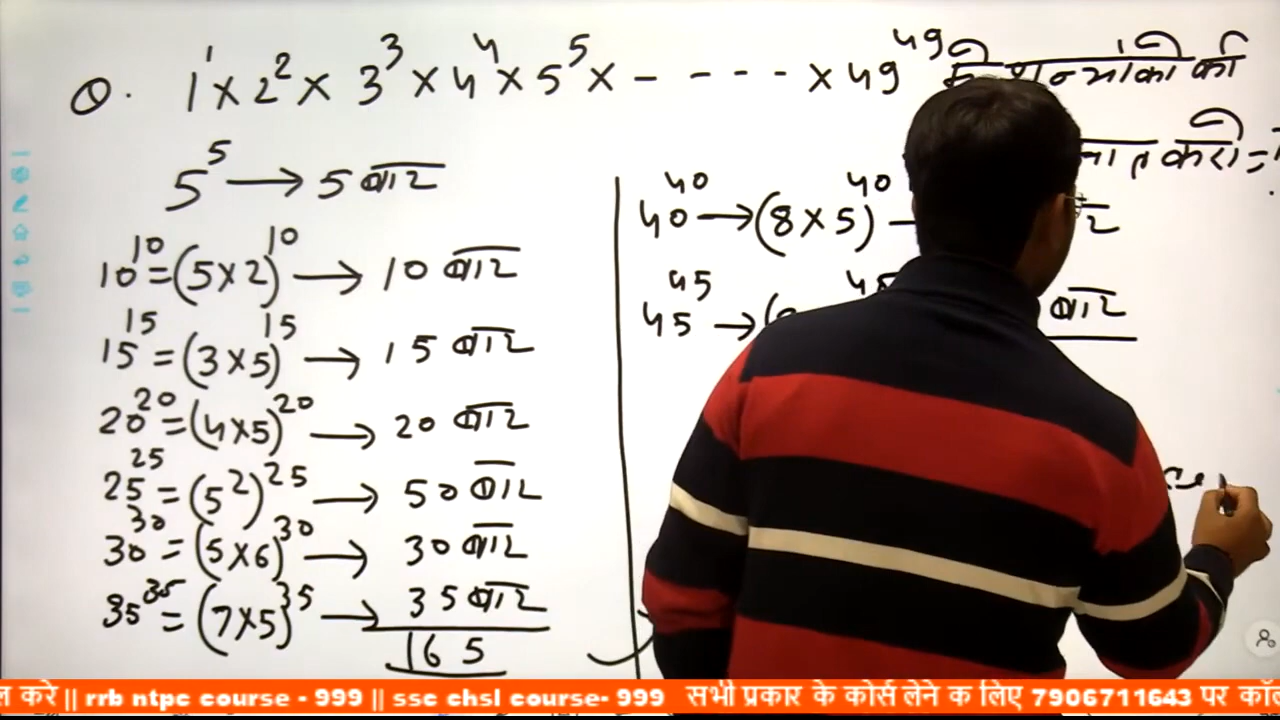 Q. 1¹ × 2² × 3³ × 4⁴ × 5⁵ × - - - - - × 49⁴⁹ की
5⁵ → 5 बार
10¹⁰ = (5×2)¹⁰ → 10 बार
15¹⁵ = (3×5)¹⁵ → 15 बार
20²⁰ = (4×5)²⁰ → 20 बार
25²⁵ = (5²)²⁵ → 50 बार
30³⁰ = (5×6)³⁰ → 30 बार
35³⁵ = (7×5)³⁵ → 35 बार
165
करो =
40⁴⁰ → (8×5)⁴⁰
45⁴⁵ → ( बार
करे || rrb ntpc course - 999 || ssc chsl course- 999 सभी प्रकार के कोर्स लेने क लिए 7906711643 पर